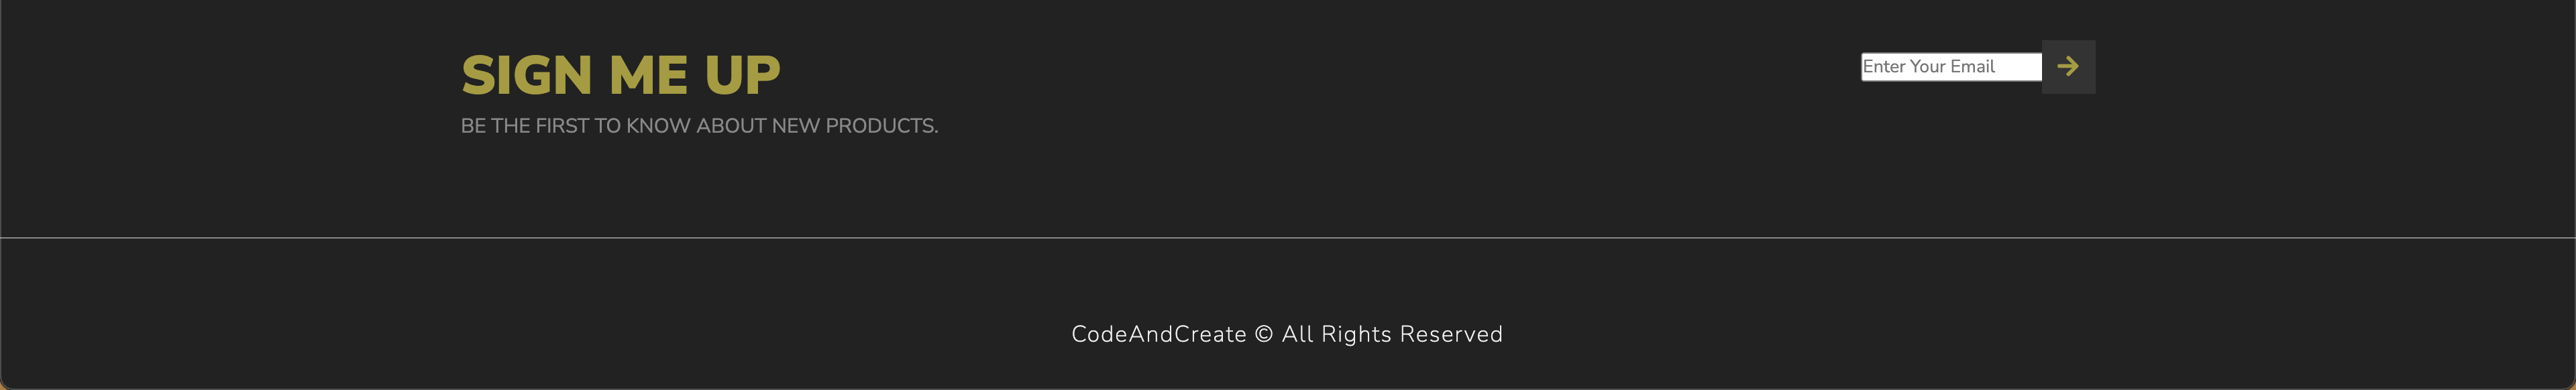 SIGN ME UP
BE THE FIRST TO KNOW ABOUT NEW PRODUCTS.
Enter Your Email
CodeAndCreate © All Rights Reserved